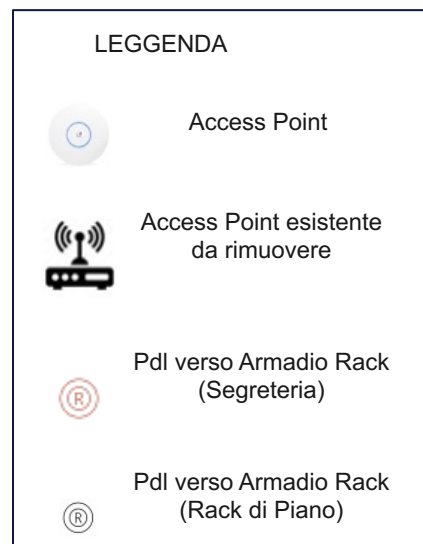 LEGGENDA
Access Point
Access Point esistente
da rimuovere
Pdl verso Armadio Rack
(Segreteria)
R
Pdl verso Armadio Rack
(Rack di Piano)
R